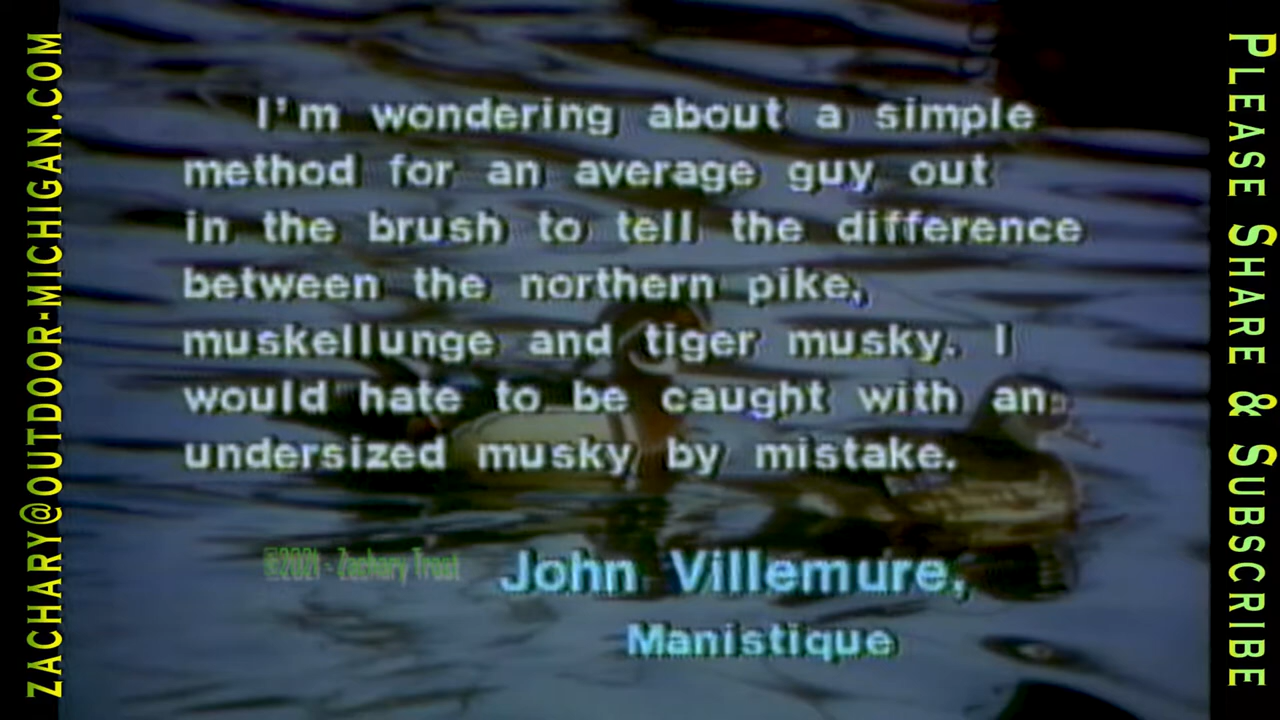 ZACHARY@OUTDOOR-MICHIGAN.COM
I'm wondering about a simple
method for an average guy out
in the brush to tell the difference
between the northern pike,
muskellunge and tiger musky. I
would hate to be caught with an
undersized musky by mistake.
©2021 - Zachary Trost
John Villemure,
Manistique
PLEASE SHARE & SUBSCRIBE